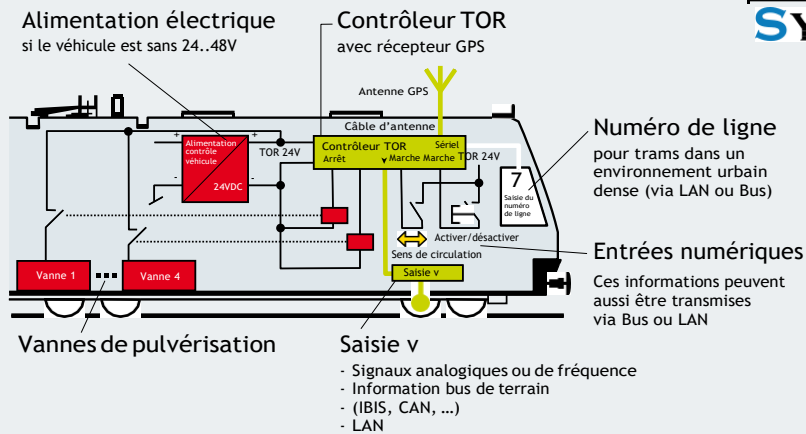 Alimentation électrique
si le véhicule est sans 24..48V
Contrôleur TOR
avec récepteur GPS
SY
Antenne GPS
Câble d'antenne
Numéro de ligne
pour trams dans un
environnement urbain
dense (via LAN ou Bus)
+
+
Alimentation
contrôle
véhicule
-
-
24VDC
TOR 24V
Contrôleur TOR
Sériel
Arrêt
Marche
Marche
TOR 24V
7
Saisie du
numéro
de ligne
Activer/désactiver
Sens de circulation
Saisie v
Entrées numériques
Ces informations peuvent
aussi être transmises
via Bus ou LAN
Vanne 1
Vanne 4
Vannes de pulvérisation
Saisie v
- Signaux analogiques ou de fréquence
- Information bus de terrain
- (IBIS, CAN, …)
- LAN